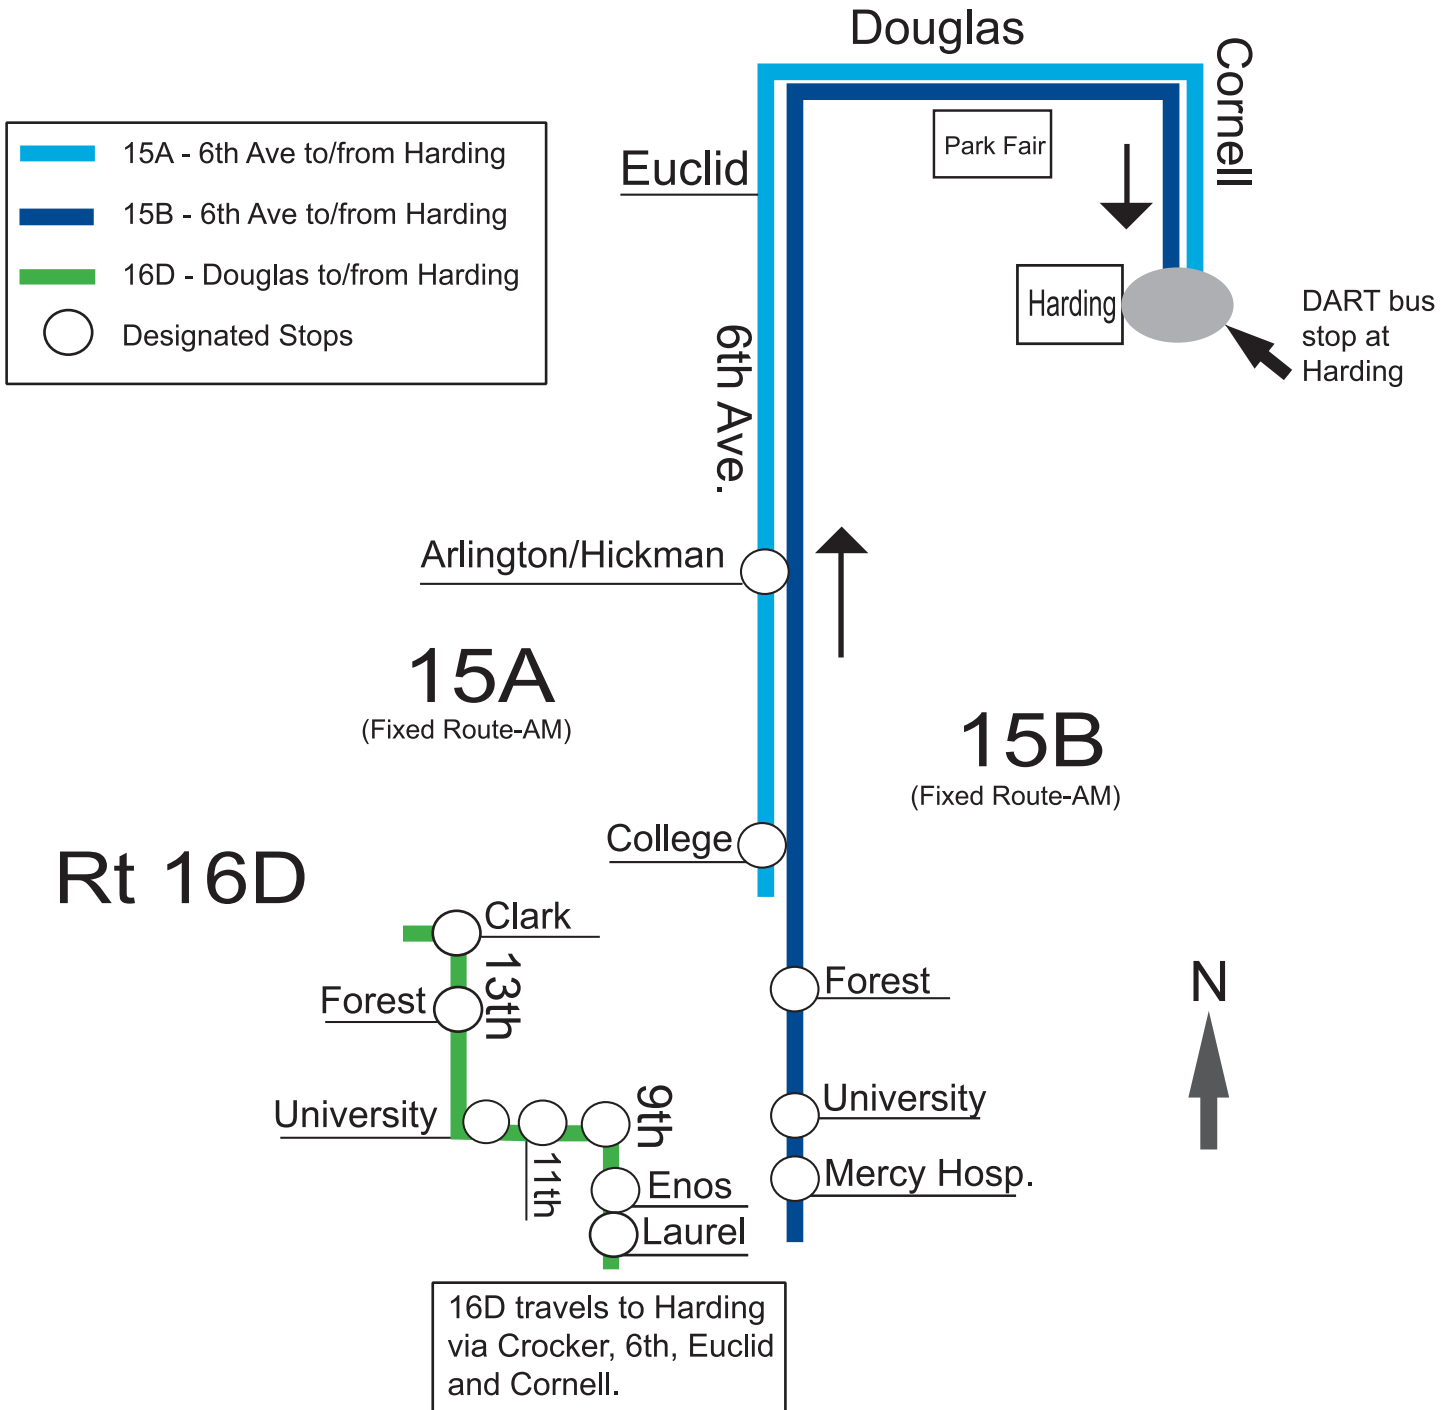 Douglas
Cornell
15A - 6th Ave to/from Harding
15B - 6th Ave to/from Harding
16D - Douglas to/from Harding
Designated Stops
Park Fair
Euclid
Harding
DART bus
stop at
Harding
6th Ave.
Arlington/Hickman
15A
(Fixed Route-AM)
15B
(Fixed Route-AM)
College
Rt 16D
Clark
13th
Forest
Forest
N
University
9th
University
11th
Enos
Mercy Hosp.
Laurel
16D travels to Harding
via Crocker, 6th, Euclid
and Cornell.